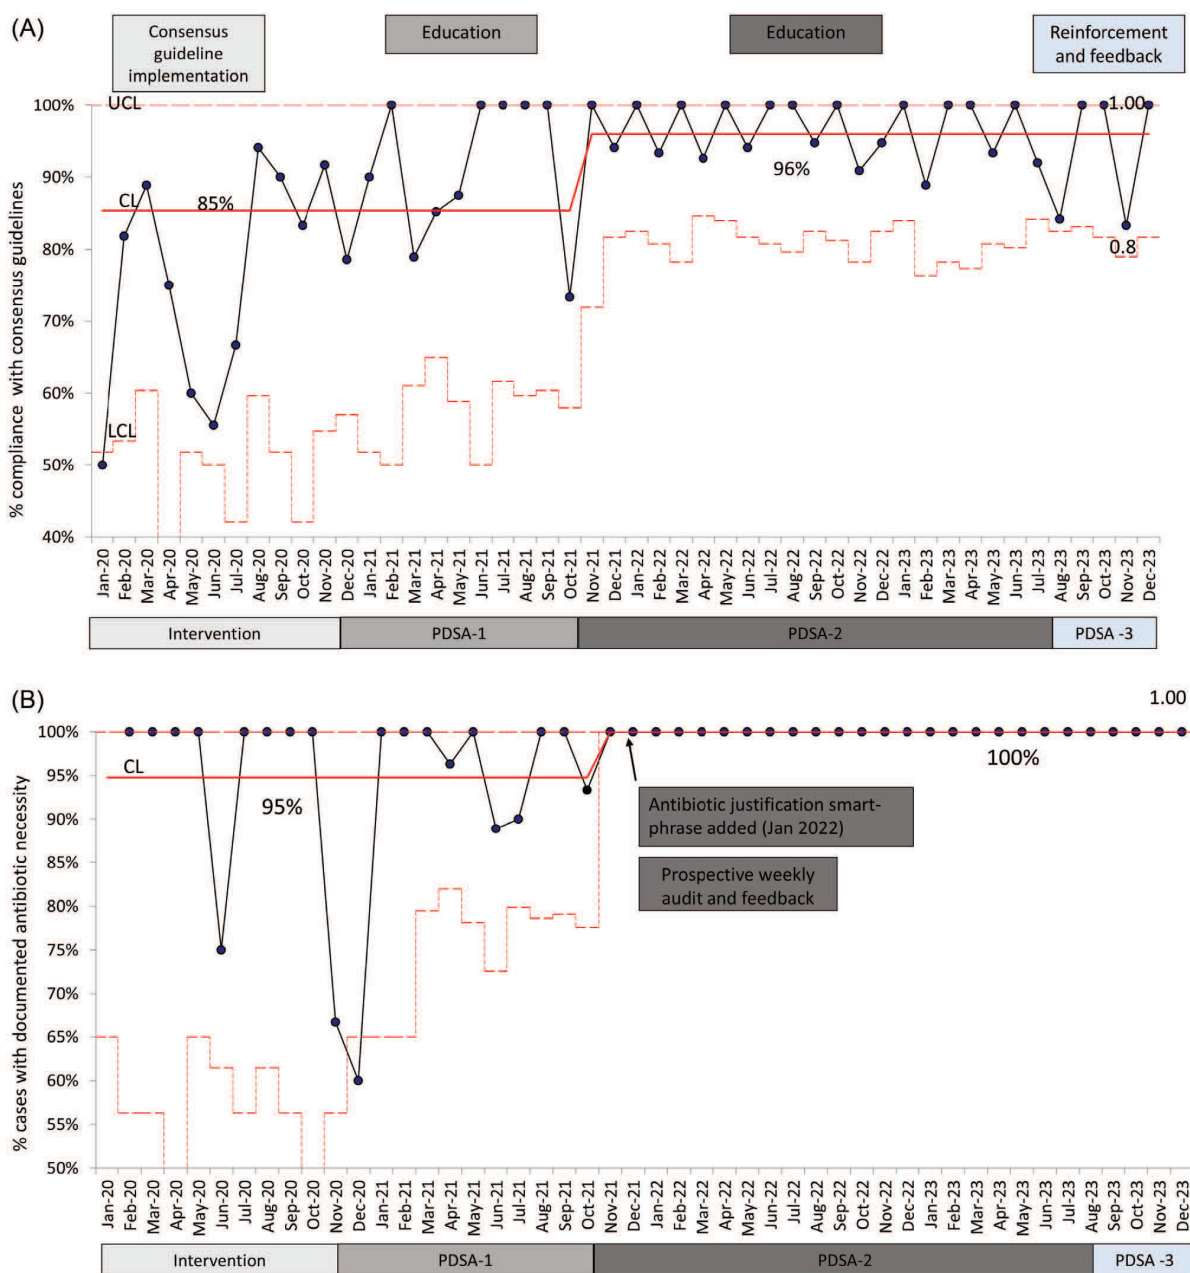 (A)
Consensus
guideline
implementation
Education
Education
Reinforcement
and feedback
% compliance with consensus guidelines
100%
90%
80%
70%
60%
50%
40%
UCL
1.00
CL
85%
96%
0.8
LCL
Jan-20
Feb-20
Mar-20
Apr-20
May-20
Jun-20
Jul-20
Aug-20
Sep-20
Oct-20
Nov-20
Dec-20
Jan-21
Feb-21
Mar-21
Apr-21
May-21
Jun-21
Jul-21
Aug-21
Sep-21
Oct-21
Nov-21
Dec-21
Jan-22
Feb-22
Mar-22
Apr-22
May-22
Jun-22
Jul-22
Aug-22
Sep-22
Oct-22
Nov-22
Dec-22
Jan-23
Feb-23
Mar-23
Apr-23
May-23
Jun-23
Jul-23
Aug-23
Sep-23
Oct-23
Nov-23
Dec-23
Intervention
PDSA-1
PDSA-2
PDSA -3
(B)
1.00
% cases with documented antibiotic necessity
100%
95%
90%
85%
80%
75%
70%
65%
60%
55%
50%
CL
95%
100%
Antibiotic justification smart-
phrase added (Jan 2022)
Prospective weekly
audit and feedback
Jan-20
Feb-20
Mar-20
Apr-20
May-20
Jun-20
Jul-20
Aug-20
Sep-20
Oct-20
Nov-20
Dec-20
Jan-21
Feb-21
Mar-21
Apr-21
May-21
Jun-21
Jul-21
Aug-21
Sep-21
Oct-21
Nov-21
Dec-21
Jan-22
Feb-22
Mar-22
Apr-22
May-22
Jun-22
Jul-22
Aug-22
Sep-22
Oct-22
Nov-22
Dec-22
Jan-23
Feb-23
Mar-23
Apr-23
May-23
Jun-23
Jul-23
Aug-23
Sep-23
Oct-23
Nov-23
Dec-23
Intervention
PDSA-1
PDSA-2
PDSA -3